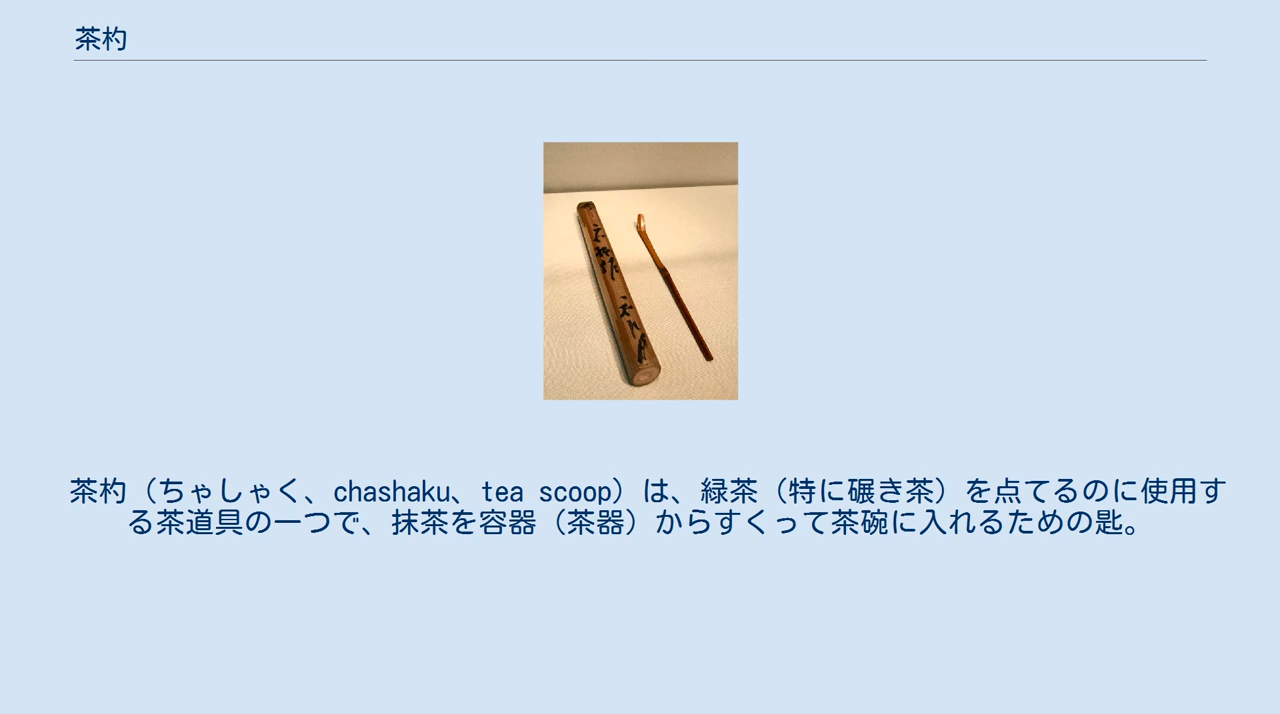 茶杓
茶杓（ちゃしゃく、chashaku、tea scoop）は、緑茶（特に碾き茶）を点てるのに使用す
る茶道具の一つで、抹茶を容器（茶器）からすくって茶碗に入れるための匙。